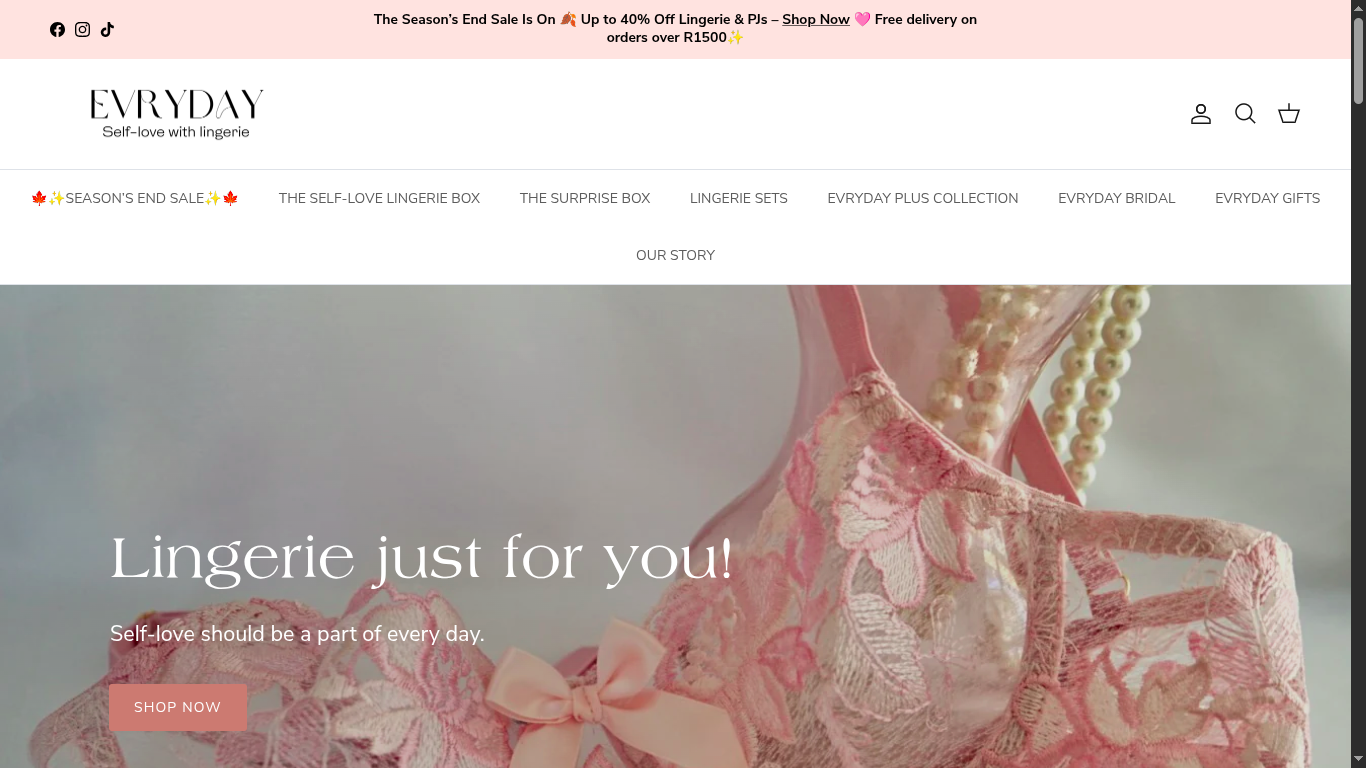 The Season's End Sale Is On 🍂 Up to 40% Off Lingerie & PJs – Shop Now 🩷 Free delivery on
orders over R1500✨
EVRYDAY
Self-love with lingerie
🍁✨SEASON'S END SALE✨🍁
THE SELF-LOVE LINGERIE BOX
THE SURPRISE BOX
LINGERIE SETS
EVRYDAY PLUS COLLECTION
EVRYDAY BRIDAL
EVRYDAY GIFTS
OUR STORY
Lingerie just for you!
Self-love should be a part of every day.
SHOP NOW